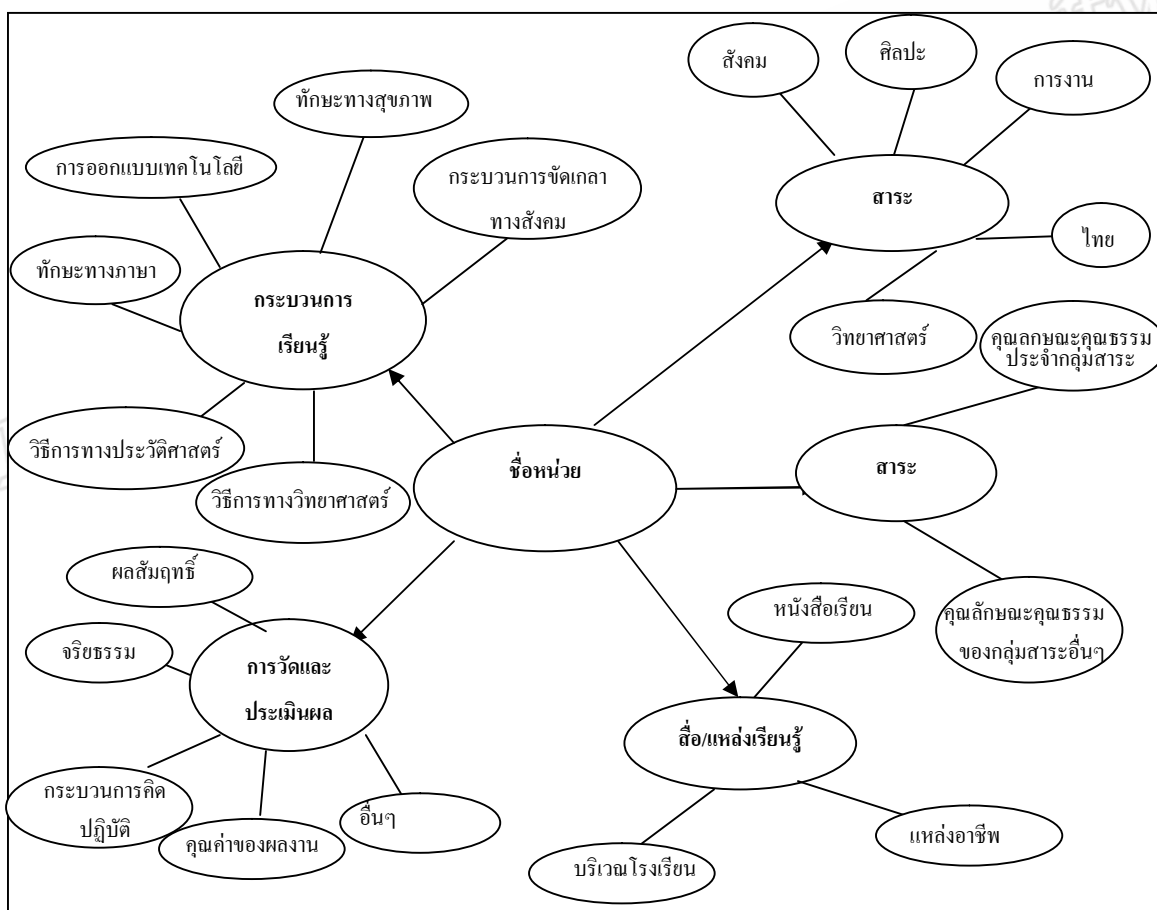 สังคม
ศิลปะ
การงาน
ทักษะทางสุขภาพ
การออกแบบเทคโนโลยี
กระบวนการขัดเกลา
ทางสังคม
สาระ
ไทย
ทักษะทางภาษา
กระบวนการ
เรียนรู้
วิทยาศาสตร์
คุณลกษณะคุณธรรม
ประจำกลุ่มสาระ
วิธีการทางประวัติศาสตร์
วิธีการทางวิทยาศาสตร์
ชื่อหน่วย
สาระ
ผลสัมฤทธิ์
จริยธรรม
การวัดและ
ประเมินผล
หนังสือเรียน
คุณลักษณะคุณธรรม
ของกลุ่มสาระอื่นๆ
สื่อ/แหล่งเรียนรู้
กระบวนการคิด
ปฏิบัติ
คุณค่าของผลงาน
อื่นๆ
บริเวณโรงเรียน
แหล่งอาชีพ